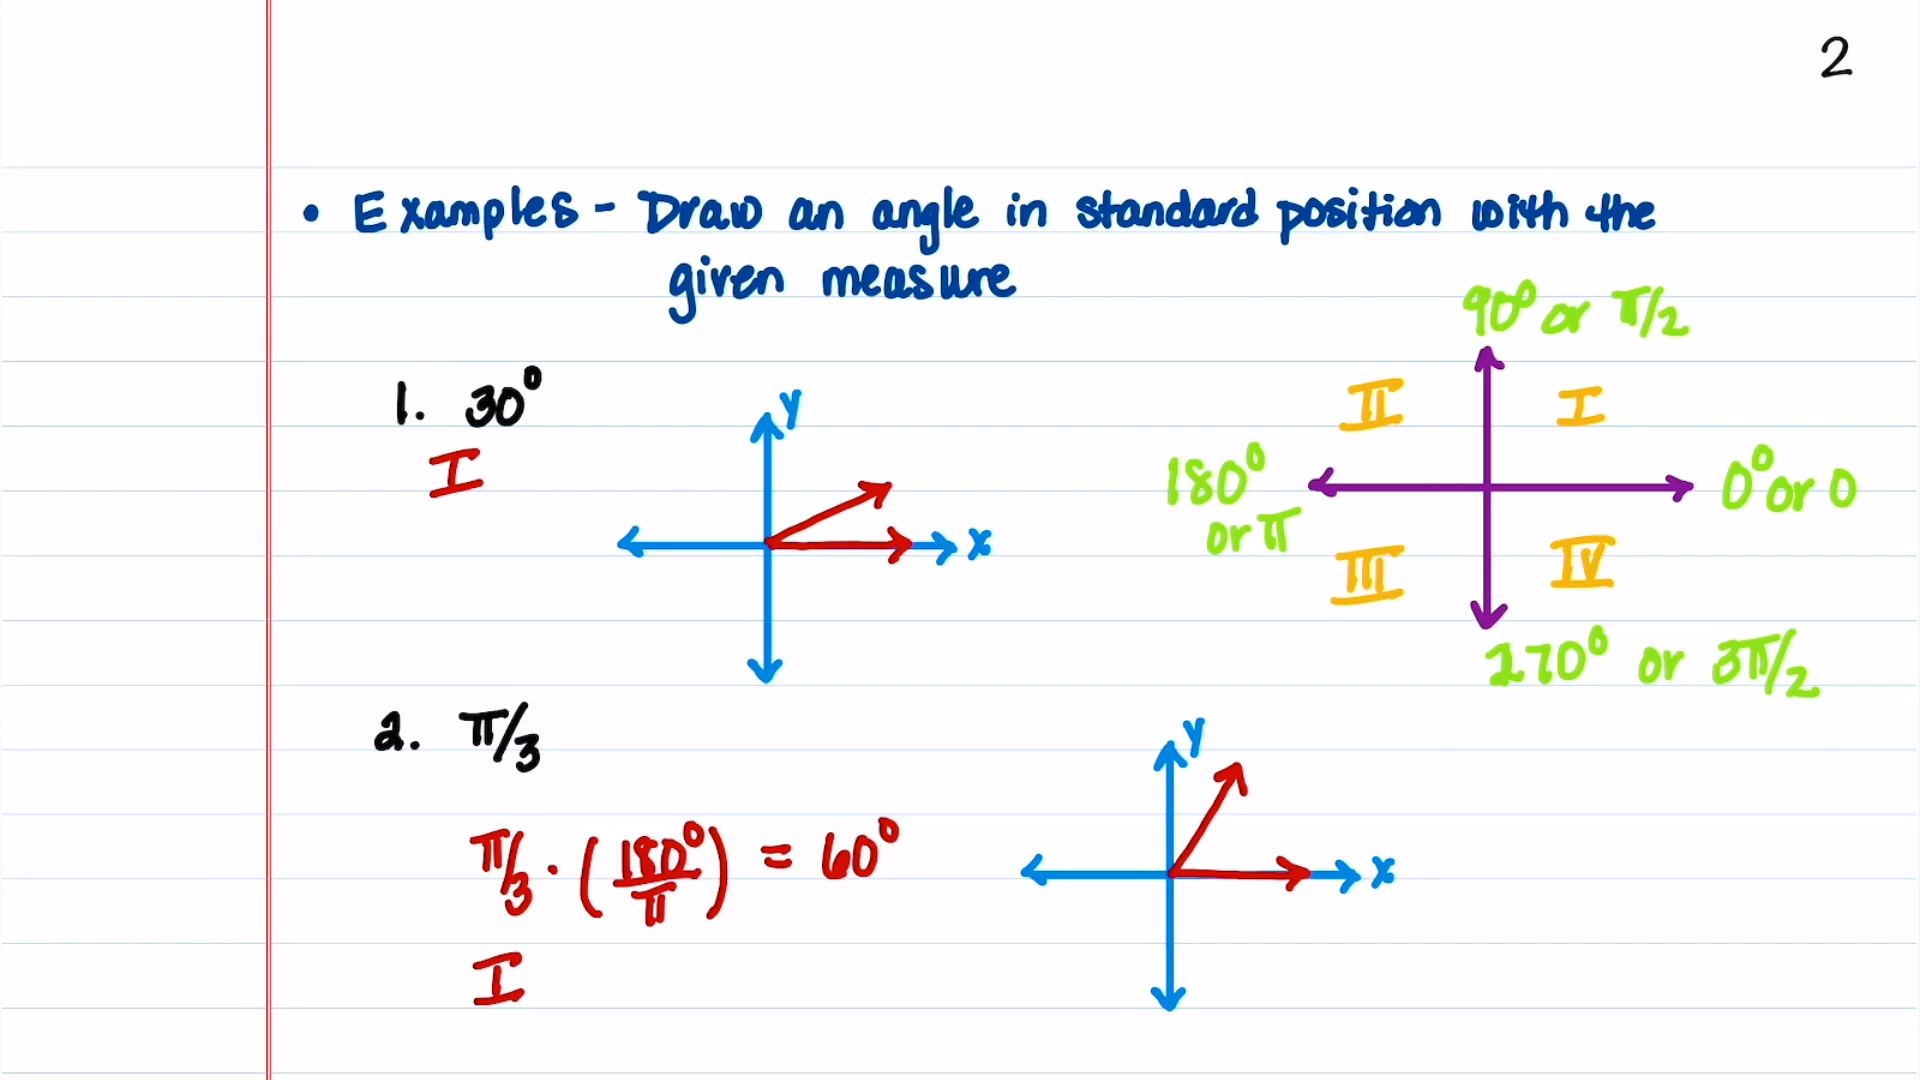 2
• Examples - Draw an angle in standard position with the
given measure
1. 30°
I
y
x
90° or π/2
II
I
180°
or π
0° or 0
III
IV
270° or 3π/2
2. π/3
π/3 · (180°/π) = 60°
I
y
x